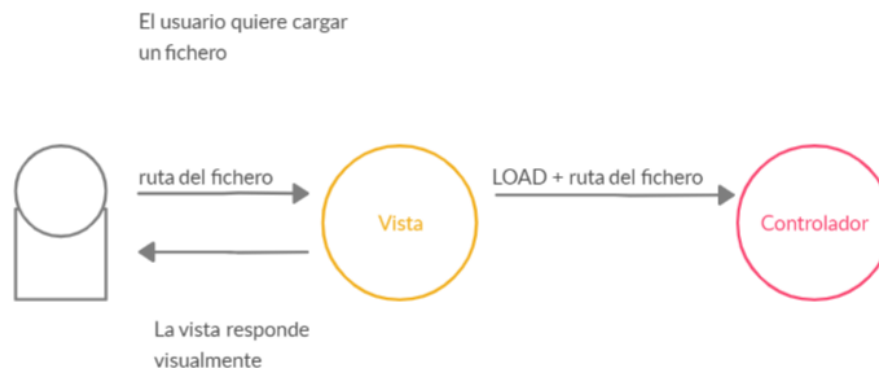 El usuario quiere cargar
un fichero
ruta del fichero
LOAD + ruta del fichero
Vista
Controlador
La vista responde
visualmente